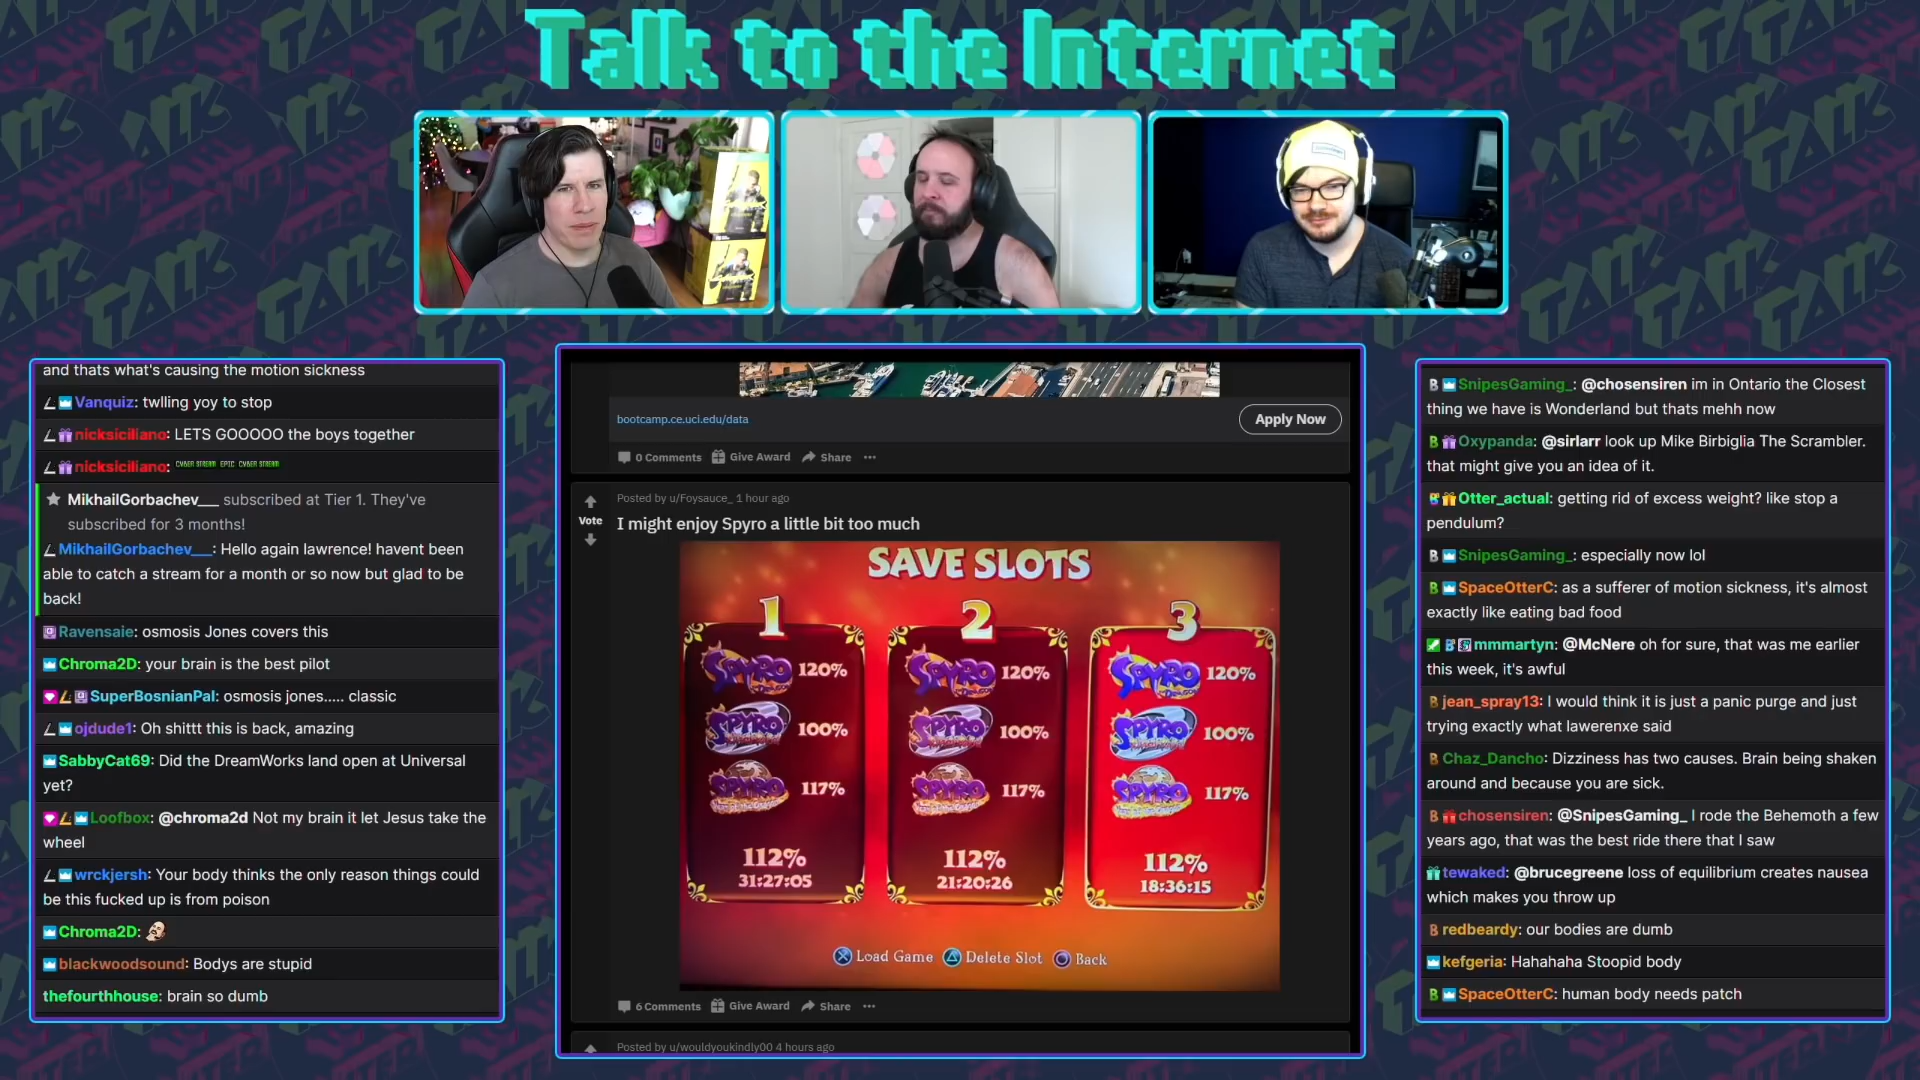 Talk to the Internet
and thats what's causing the motion sickness
Vanquiz: twlling yoy to stop
nicksiciliano: LETS GOOOOO the boys together
nicksiciliano: CYBER STREAM EPIC CYBER STREAM
MikhailGorbachev___ subscribed at Tier 1. They've
subscribed for 3 months!
MikhailGorbachev___: Hello again lawrence! havent been
able to catch a stream for a month or so now but glad to be
back!
Ravensaie: osmosis Jones covers this
Chroma2D: your brain is the best pilot
SuperBosnianPal: osmosis jones..... classic
ojdude1: Oh shittt this is back, amazing
SabbyCat69: Did the DreamWorks land open at Universal
yet?
Loofbox: @chroma2d Not my brain it let Jesus take the
wheel
wrckjersh: Your body thinks the only reason things could
be this fucked up is from poison
Chroma2D:
blackwoodsound: Bodys are stupid
thefourthhouse: brain so dumb
bootcamp.ce.uci.edu/data
Apply Now
0 Comments Give Award Share
Posted by u/Foysauce_ 1 hour ago
Vote
I might enjoy Spyro a little bit too much
SAVE SLOTS
1 2 3
SPYRO 120% SPYRO 120% SPYRO 120%
SPYRO 100% SPYRO 100% SPYRO 100%
SPYRO 117% SPYRO 117% SPYRO 117%
112% 112% 112%
31:27:05 21:20:26 18:36:15
Load Game Delete Slot Back
6 Comments Give Award Share
Posted by u/wouldyoukindly00 4 hours ago
SnipesGaming_: @chosensiren im in Ontario the Closest
thing we have is Wonderland but thats mehh now
Oxypanda: @sirlarr look up Mike Birbiglia The Scrambler.
that might give you an idea of it.
Otter_actual: getting rid of excess weight? like stop a
pendulum?
SnipesGaming_: especially now lol
SpaceOtterC: as a sufferer of motion sickness, it's almost
exactly like eating bad food
mmmartyn: @McNere oh for sure, that was me earlier
this week, it's awful
jean_spray13: I would think it is just a panic purge and just
trying exactly what lawerenxe said
Chaz_Dancho: Dizziness has two causes. Brain being shaken
around and because you are sick.
chosensiren: @SnipesGaming_ I rode the Behemoth a few
years ago, that was the best ride there that I saw
tewaked: @brucegreene loss of equilibrium creates nausea
which makes you throw up
redbeardy: our bodies are dumb
kefgeria: Hahahaha Stoopid body
SpaceOtterC: human body needs patch